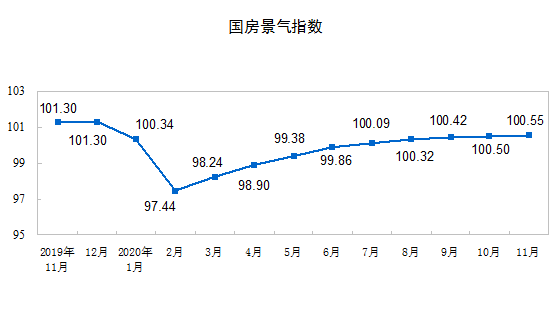 国房景气指数
103
101
99
97
95
101.30
101.30
100.34
97.44
98.24
98.90
99.38
99.86
100.09
100.32
100.42
100.50
100.55
2019年
11月
12月
2020年
1月
2月
3月
4月
5月
6月
7月
8月
9月
10月
11月